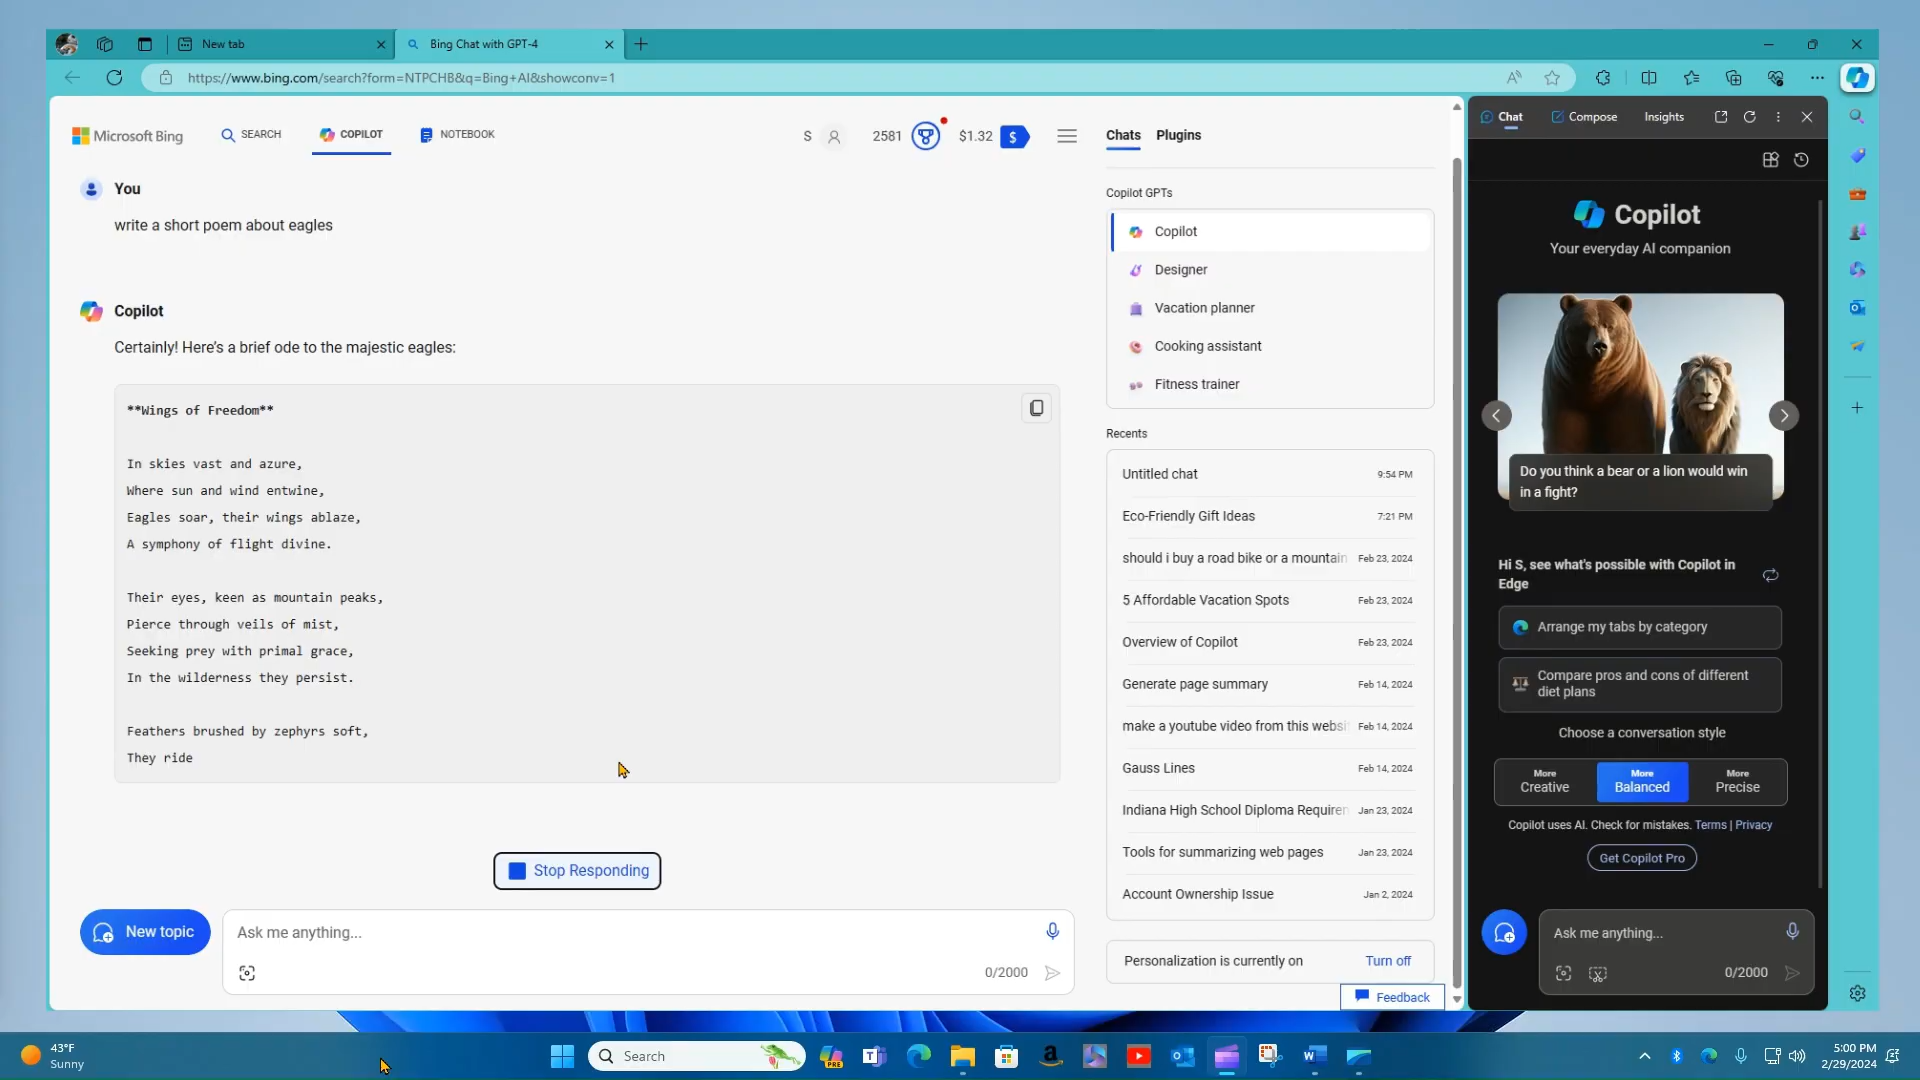 New tab
Bing Chat with GPT-4
https://www.bing.com/search?form=NTPCHB&q=Bing+AI&showconv=1
Microsoft Bing
SEARCH
COPILOT
NOTEBOOK
S
2581
$1.32
$
You
write a short poem about eagles
Copilot
Certainly! Here's a brief ode to the majestic eagles:
**Wings of Freedom**
In skies vast and azure,
Where sun and wind entwine,
Eagles soar, their wings ablaze,
A symphony of flight divine.
Their eyes, keen as mountain peaks,
Pierce through veils of mist,
Seeking prey with primal grace,
In the wilderness they persist.
Feathers brushed by zephyrs soft,
They ride
Stop Responding
New topic
Ask me anything...
0/2000
Chats
Plugins
Copilot GPTs
Copilot
Designer
Vacation planner
Cooking assistant
Fitness trainer
Recents
Untitled chat 9:54 PM
Eco-Friendly Gift Ideas 7:21 PM
should i buy a road bike or a mountain Feb 23, 2024
5 Affordable Vacation Spots Feb 23, 2024
Overview of Copilot Feb 23, 2024
Generate page summary Feb 14, 2024
make a youtube video from this websi Feb 14, 2024
Gauss Lines Feb 14, 2024
Indiana High School Diploma Requiren Jan 23, 2024
Tools for summarizing web pages Jan 23, 2024
Account Ownership Issue Jan 2, 2024
Personalization is currently on Turn off
Feedback
Chat
Compose
Insights
Copilot
Your everyday AI companion
Do you think a bear or a lion would win
in a fight?
Hi S, see what's possible with Copilot in
Edge
Arrange my tabs by category
Compare pros and cons of different
diet plans
Choose a conversation style
More Creative
More Balanced
More Precise
Copilot uses AI. Check for mistakes. Terms | Privacy
Get Copilot Pro
Ask me anything...
0/2000
43°F
Sunny
Search
PRE
5:00 PM
2/29/2024